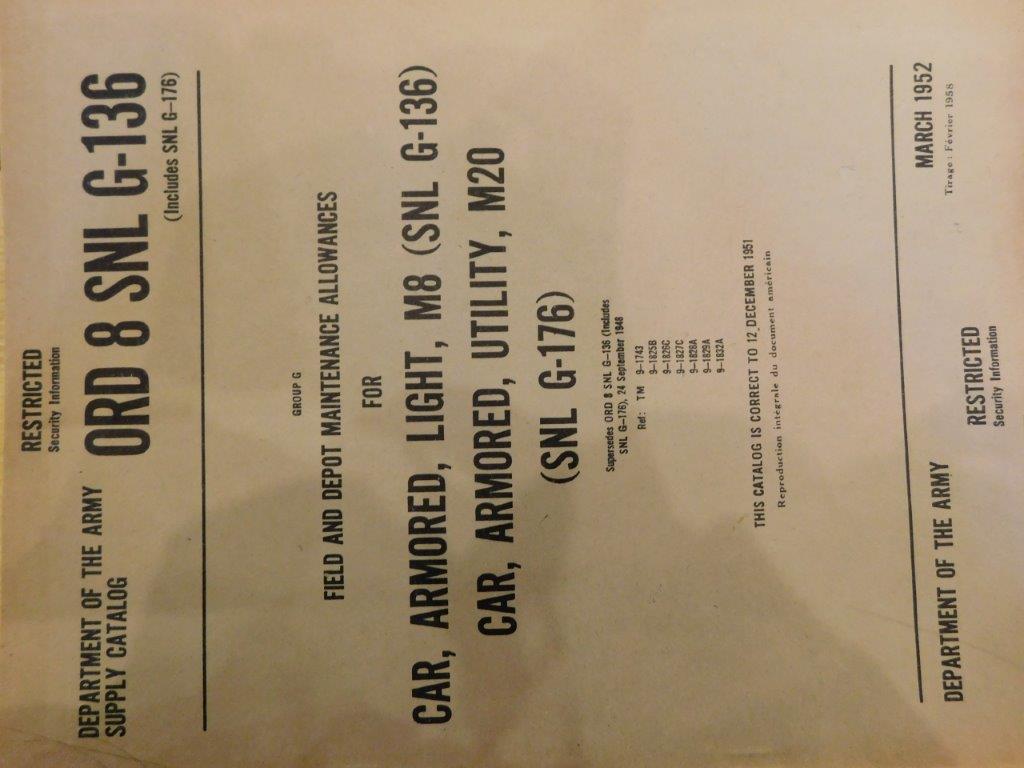 RESTRICTED
Security Information
DEPARTMENT OF THE ARMY
SUPPLY CATALOG
ORD 8 SNL G-136
(Includes SNL G-176)
GROUP G
FIELD AND DEPOT MAINTENANCE ALLOWANCES
FOR
CAR, ARMORED, LIGHT, M8 (SNL G-136)
CAR, ARMORED, UTILITY, M20
(SNL G-176)
Supersedes ORD 8 SNL G-136 (Includes
SNL G-176), 24 September 1948
Ref: TM 9-1743
9-1825B
9-1826C
9-1827C
9-1828A
9-1829A
9-1832A
THIS CATALOG IS CORRECT TO 12 DECEMBER 1951
Reproduction intégrale du document américain
DEPARTMENT OF THE ARMY
MARCH 1952
Tirage : Février 1958
RESTRICTED
Security Information